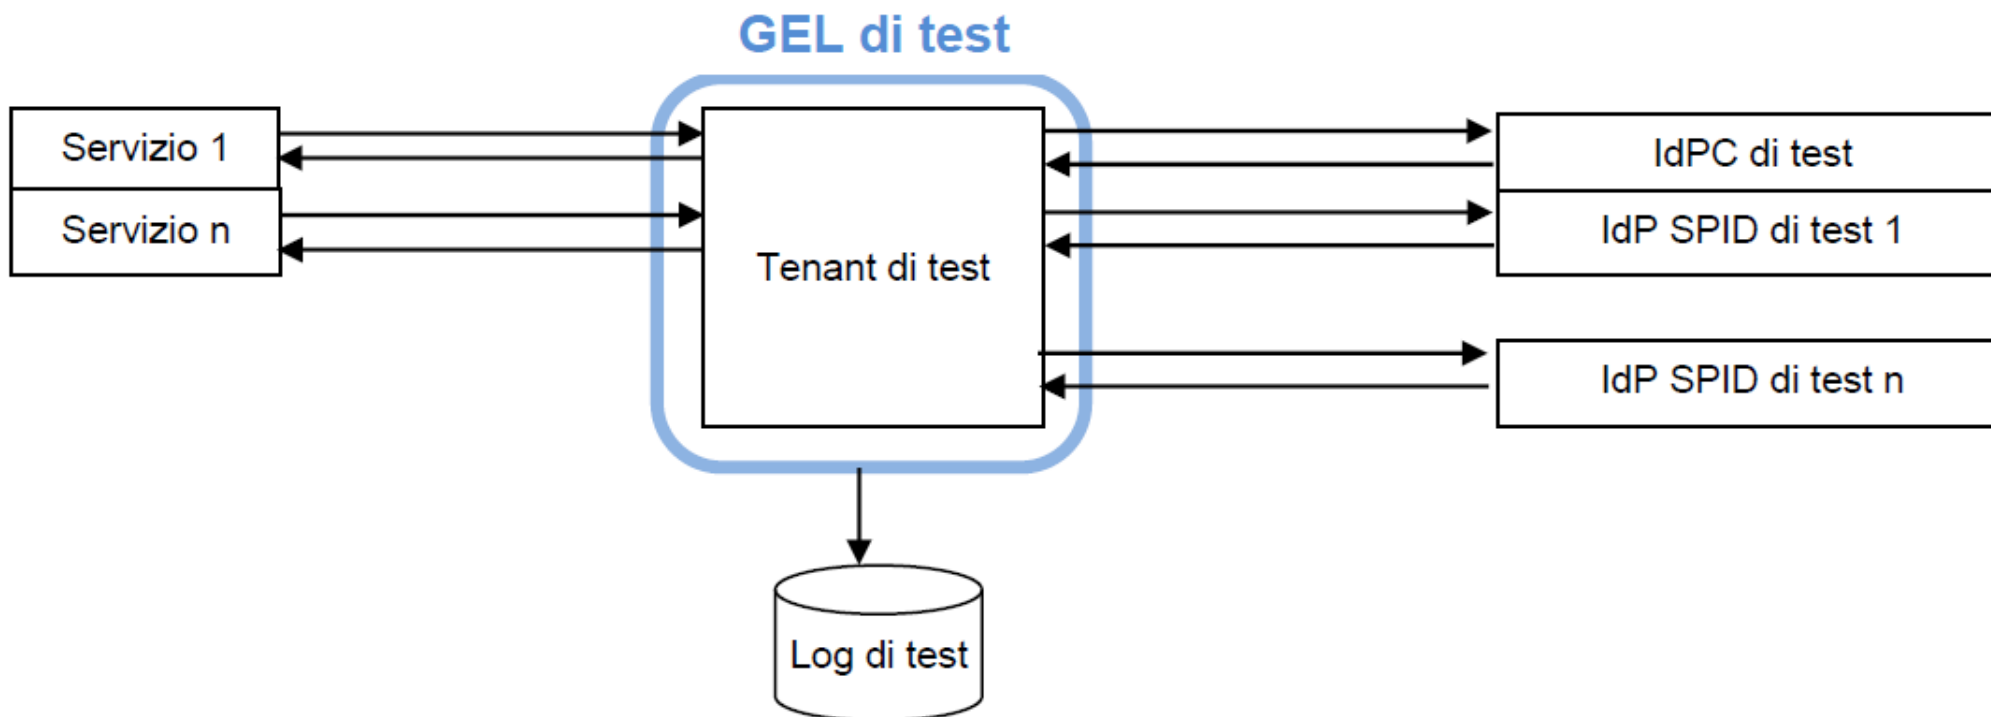 GEL di test
Servizio 1
Servizio n
Tenant di test
IdPC di test
IdP SPID di test 1
IdP SPID di test n
Log di test